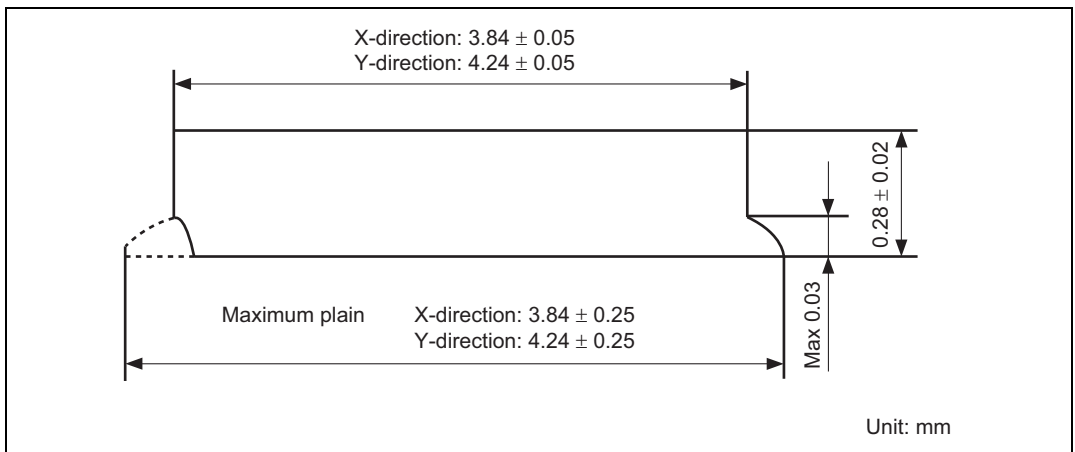 X-direction: 3.84 ± 0.05
Y-direction: 4.24 ± 0.05
0.28 ± 0.02
Max 0.03
Maximum plain X-direction: 3.84 ± 0.25
Y-direction: 4.24 ± 0.25
Unit: mm